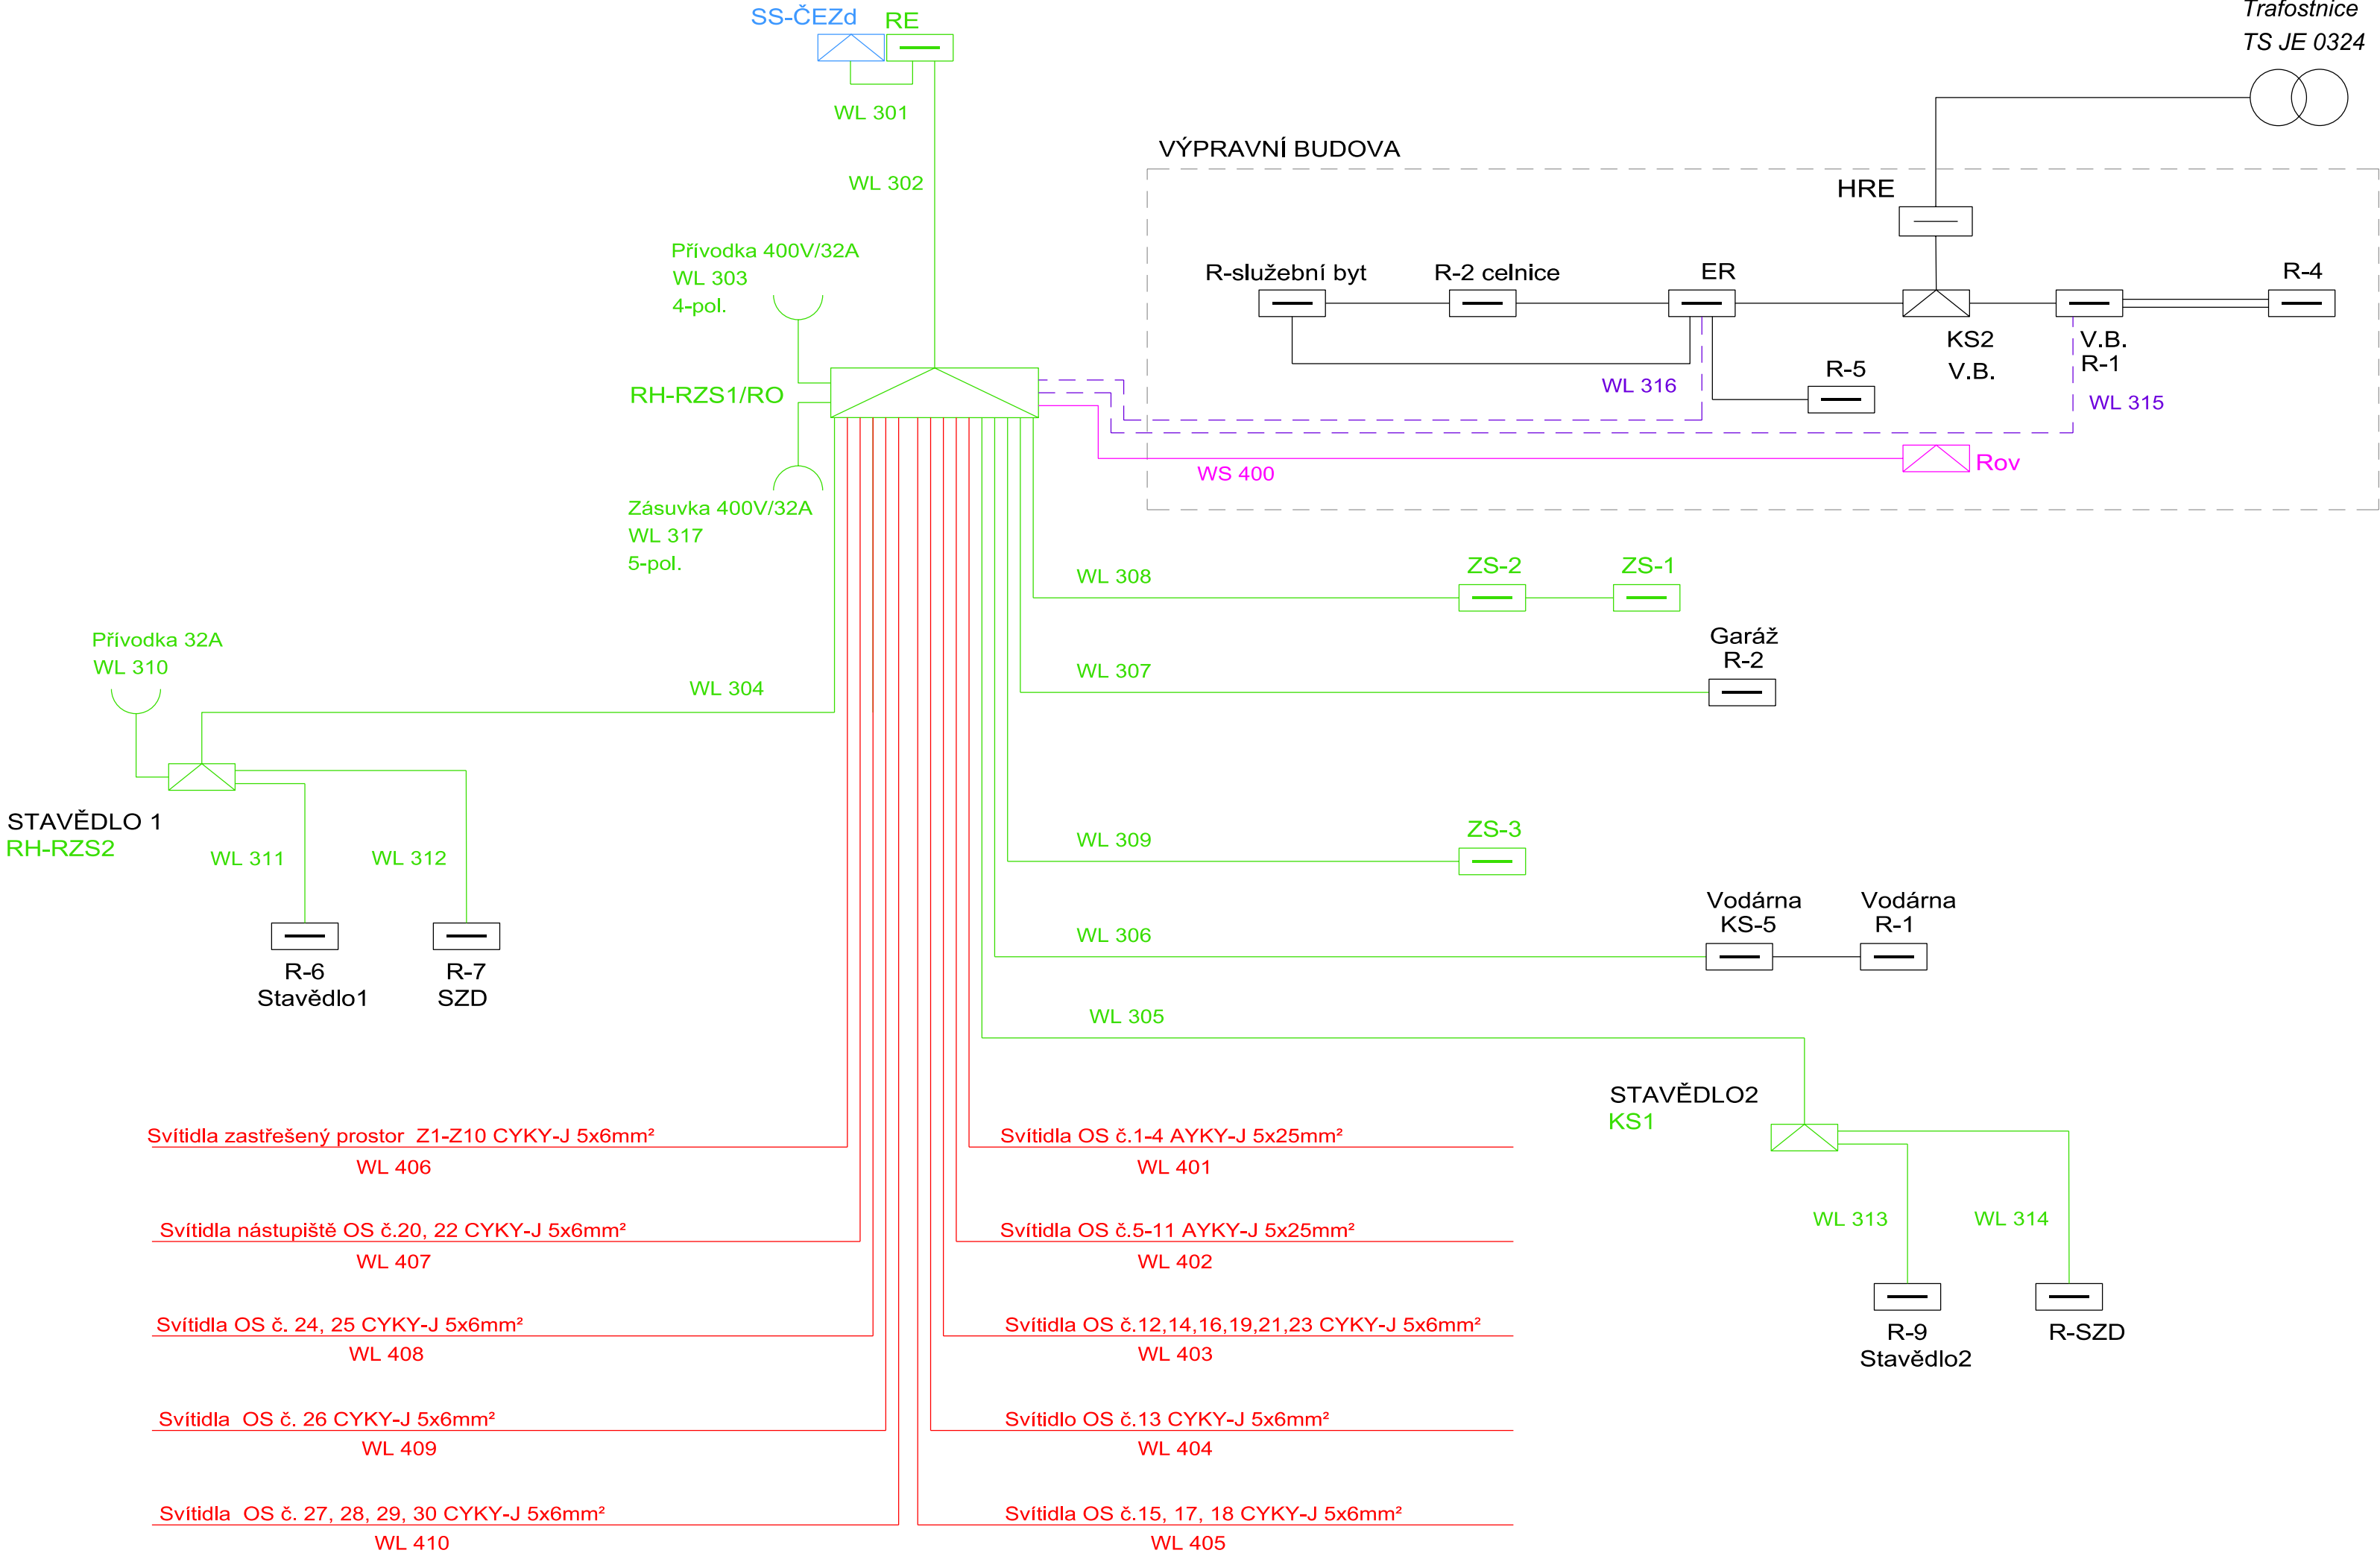 SS-ČEZd
RE
Trafostnice
TS JE 0324
WL 301
WL 302
VÝPRAVNÍ BUDOVA
HRE
R-služební byt
R-2 celnice
ER
R-4
KS2
V.B.
V.B.
R-1
R-5
WL 316
WL 315
Rov
WS 400
Přívodka 400V/32A
WL 303
4-pol.
RH-RZS1/RO
Zásuvka 400V/32A
WL 317
5-pol.
WL 308
ZS-2
ZS-1
Garáž
R-2
WL 307
Přívodka 32A
WL 310
WL 304
STAVĚDLO 1
RH-RZS2
WL 311
WL 312
R-6
Stavědlo1
R-7
SZD
WL 309
ZS-3
Vodárna
KS-5
Vodárna
R-1
WL 306
WL 305
STAVĚDLO2
KS1
WL 313
WL 314
R-9
Stavědlo2
R-SZD
Svítidla zastřešený prostor Z1-Z10 CYKY-J 5x6mm²
WL 406
Svítidla nástupiště OS č.20, 22 CYKY-J 5x6mm²
WL 407
Svítidla OS č. 24, 25 CYKY-J 5x6mm²
WL 408
Svítidla OS č. 26 CYKY-J 5x6mm²
WL 409
Svítidla OS č. 27, 28, 29, 30 CYKY-J 5x6mm²
WL 410
Svítidla OS č.1-4 AYKY-J 5x25mm²
WL 401
Svítidla OS č.5-11 AYKY-J 5x25mm²
WL 402
Svítidla OS č.12,14,16,19,21,23 CYKY-J 5x6mm²
WL 403
Svítidlo OS č.13 CYKY-J 5x6mm²
WL 404
Svítidla OS č.15, 17, 18 CYKY-J 5x6mm²
WL 405